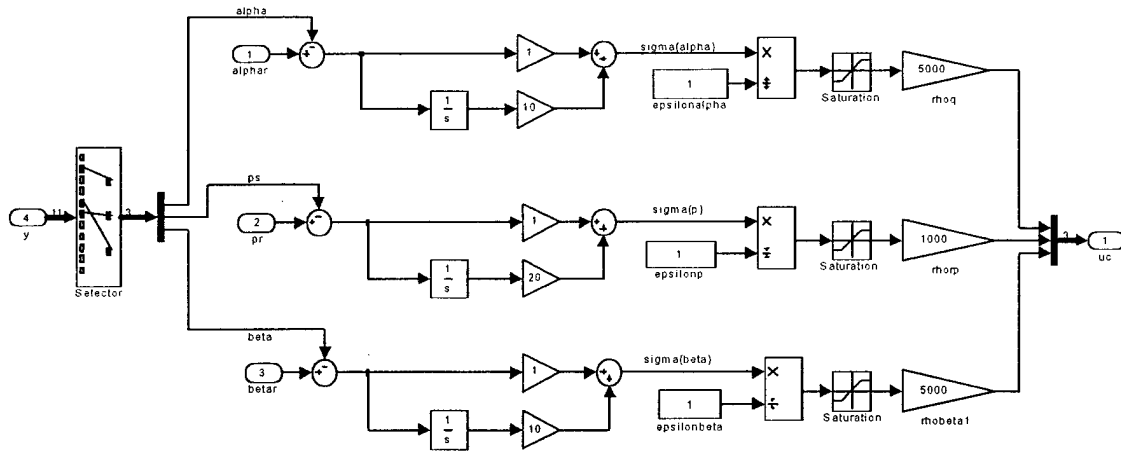 alpha
1
alphar
1
sigma(alpha)
1
epsilonalpha
Saturation
5000
rhoq
1
s
10
4
y
11
Selector
3
ps
2
pr
1
sigma(p)
1
epsilonp
Saturation
1000
rhorp
3
1
uc
1
s
20
beta
3
betar
1
sigma(beta)
1
epsilonbeta
Saturation
5000
rhobeta1
1
s
10